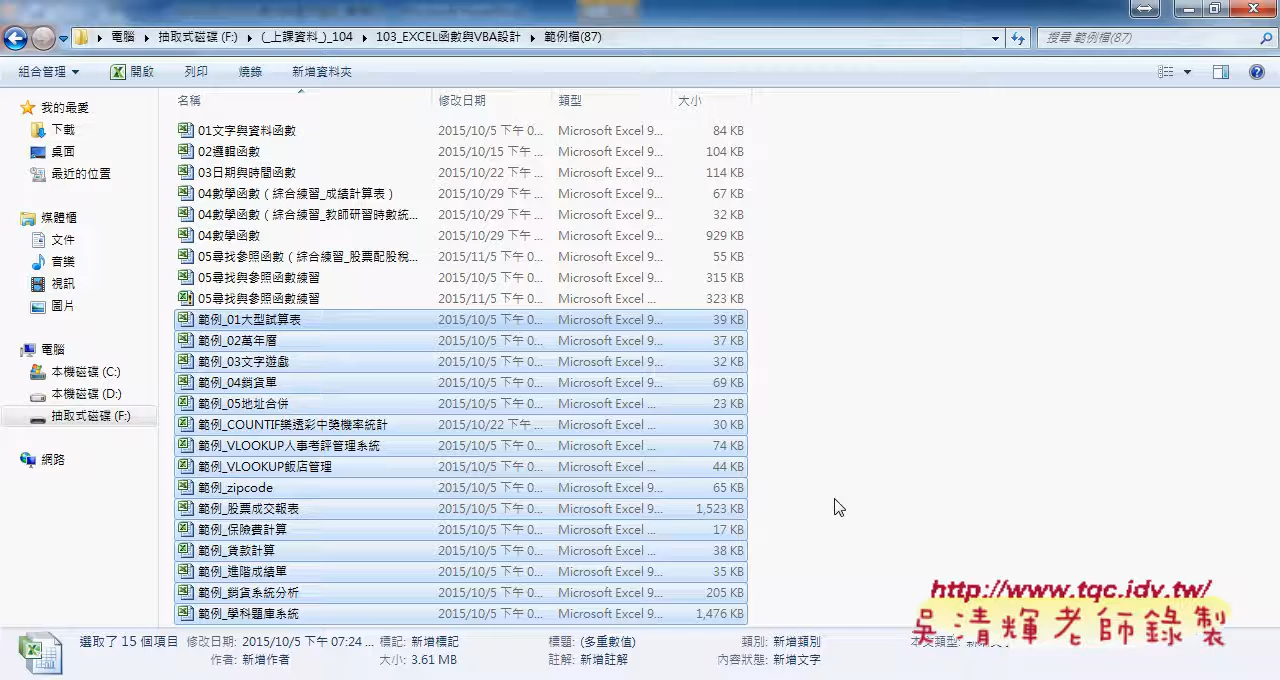 電腦 ▸ 抽取式磁碟 (F:) ▸ (_上課資料_)_104 ▸ 103_EXCEL函數與VBA設計 ▸ 範例檔(87)
搜尋 範例檔(87)
組合管理 開啟 列印 燒錄 新增資料夾
名稱 修改日期 類型 大小
我的最愛
下載
桌面
最近的位置
媒體櫃
文件
音樂
視訊
圖片
電腦
本機磁碟 (C:)
本機磁碟 (D:)
抽取式磁碟 (F:)
網路
01文字與資料函數 2015/10/5 下午 0... Microsoft Excel 9... 84 KB
02邏輯函數 2015/10/15 下午 ... Microsoft Excel 9... 104 KB
03日期與時間函數 2015/10/22 下午 ... Microsoft Excel 9... 114 KB
04數學函數 ( 綜合練習_成績計算表 ) 2015/10/29 下午 ... Microsoft Excel 9... 67 KB
04數學函數 ( 綜合練習_教師研習時數統... 2015/10/29 下午 ... Microsoft Excel 9... 32 KB
04數學函數 2015/10/29 下午 ... Microsoft Excel 9... 929 KB
05尋找參照函數 ( 綜合練習_股票配股稅... 2015/11/5 下午 0... Microsoft Excel 9... 55 KB
05尋找與參照函數練習 2015/10/5 下午 0... Microsoft Excel 9... 315 KB
05尋找與參照函數練習 2015/11/5 下午 0... Microsoft Excel ... 323 KB
範例_01大型試算表 2015/10/5 下午 0... Microsoft Excel 9... 39 KB
範例_02萬年曆 2015/10/5 下午 0... Microsoft Excel 9... 37 KB
範例_03文字遊戲 2015/10/5 下午 0... Microsoft Excel 9... 32 KB
範例_04銷貨單 2015/10/5 下午 0... Microsoft Excel 9... 69 KB
範例_05地址合併 2015/10/5 下午 0... Microsoft Excel 9... 23 KB
範例_COUNTIF樂透彩中獎機率統計 2015/10/22 下午 ... Microsoft Excel 9... 30 KB
範例_VLOOKUP人事考評管理系統 2015/10/5 下午 0... Microsoft Excel ... 74 KB
範例_VLOOKUP飯店管理 2015/10/5 下午 0... Microsoft Excel ... 44 KB
範例_zipcode 2015/10/5 下午 0... Microsoft Excel 9... 65 KB
範例_股票成交報表 2015/10/5 下午 0... Microsoft Excel ... 1,523 KB
範例_保險費計算 2015/10/5 下午 0... Microsoft Excel ... 17 KB
範例_貸款計算 2015/10/5 下午 0... Microsoft Excel ... 38 KB
範例_進階成績單 2015/10/5 下午 0... Microsoft Excel 9... 35 KB
範例_銷貨系統分析 2015/10/5 下午 0... Microsoft Excel ... 205 KB
範例_學科題庫系統 2015/10/5 下午 0... Microsoft Excel 9... 1,476 KB
http://www.tqc.idv.tw/
吳清輝老師錄製
選取了 15 個項目 修改日 2015/10/5 下午 07:24 ... 標記: 新增標記 標題: (多重數值) 類別: 新增類別
作者: 新增作者 大小: 3.61 MB 註解: 新增註解 內容狀態: 新增文字